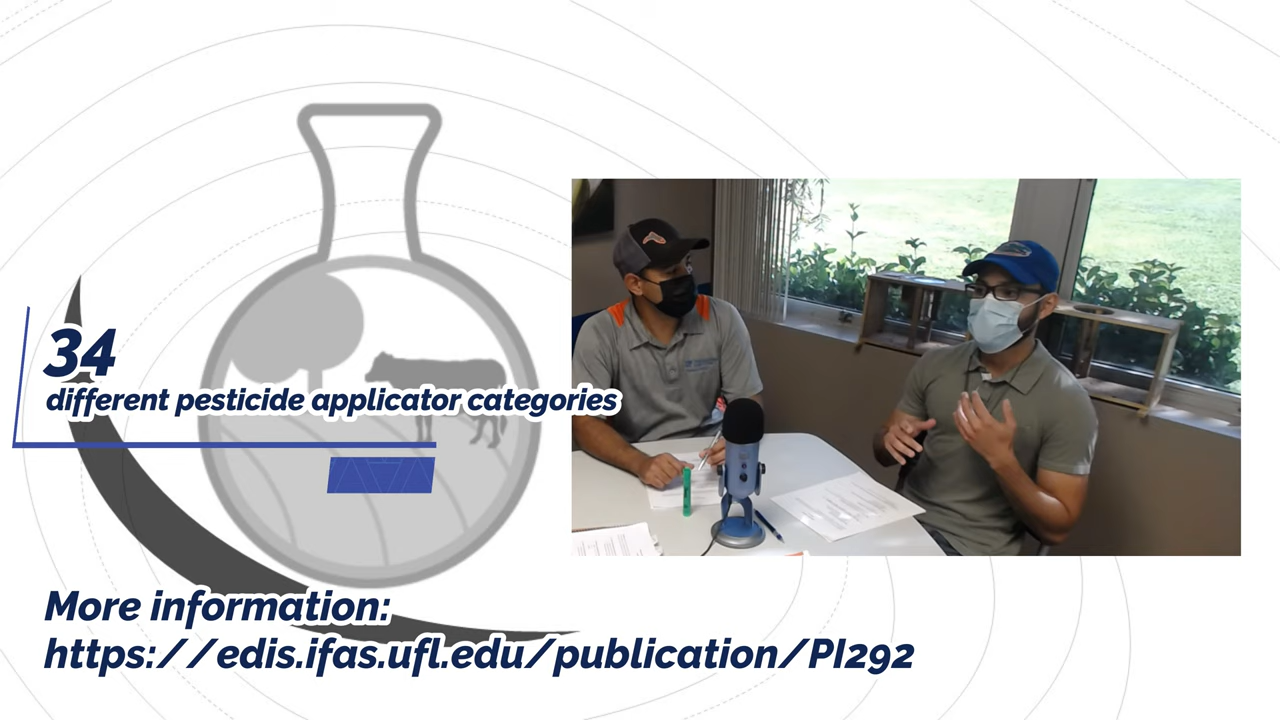 34
different pesticide applicator categories
More information:
https://edis.ifas.ufl.edu/publication/PI292